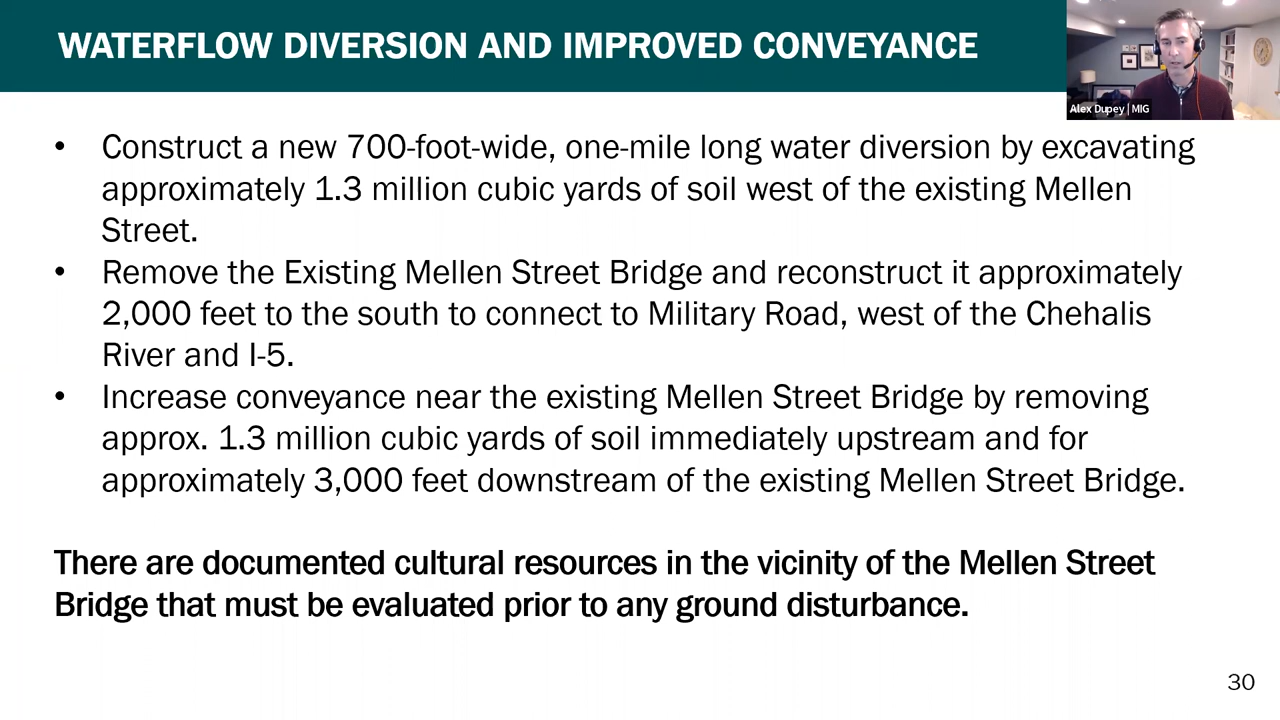 WATERFLOW DIVERSION AND IMPROVED CONVEYANCE
Alex Dupey | MIG
• Construct a new 700-foot-wide, one-mile long water diversion by excavating
approximately 1.3 million cubic yards of soil west of the existing Mellen
Street.
• Remove the Existing Mellen Street Bridge and reconstruct it approximately
2,000 feet to the south to connect to Military Road, west of the Chehalis
River and I-5.
• Increase conveyance near the existing Mellen Street Bridge by removing
approx. 1.3 million cubic yards of soil immediately upstream and for
approximately 3,000 feet downstream of the existing Mellen Street Bridge.
There are documented cultural resources in the vicinity of the Mellen Street
Bridge that must be evaluated prior to any ground disturbance.
30